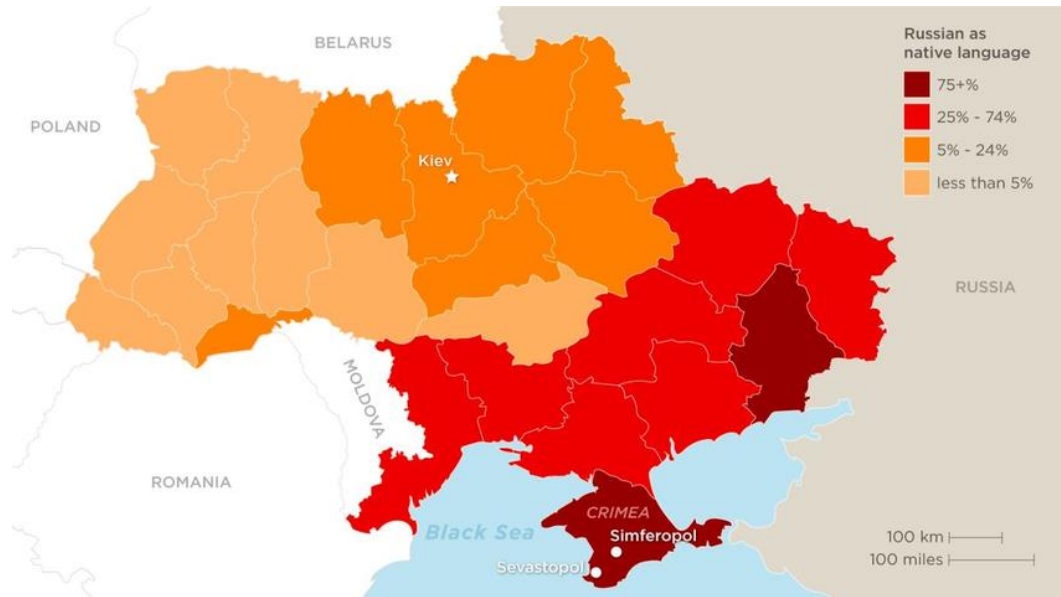 BELARUS
Russian as
native language
75+%
25% - 74%
5% - 24%
less than 5%
POLAND
Kiev
RUSSIA
MOLDOVA
ROMANIA
CRIMEA
Black Sea
Simferopol
Sevastopol
100 km
100 miles